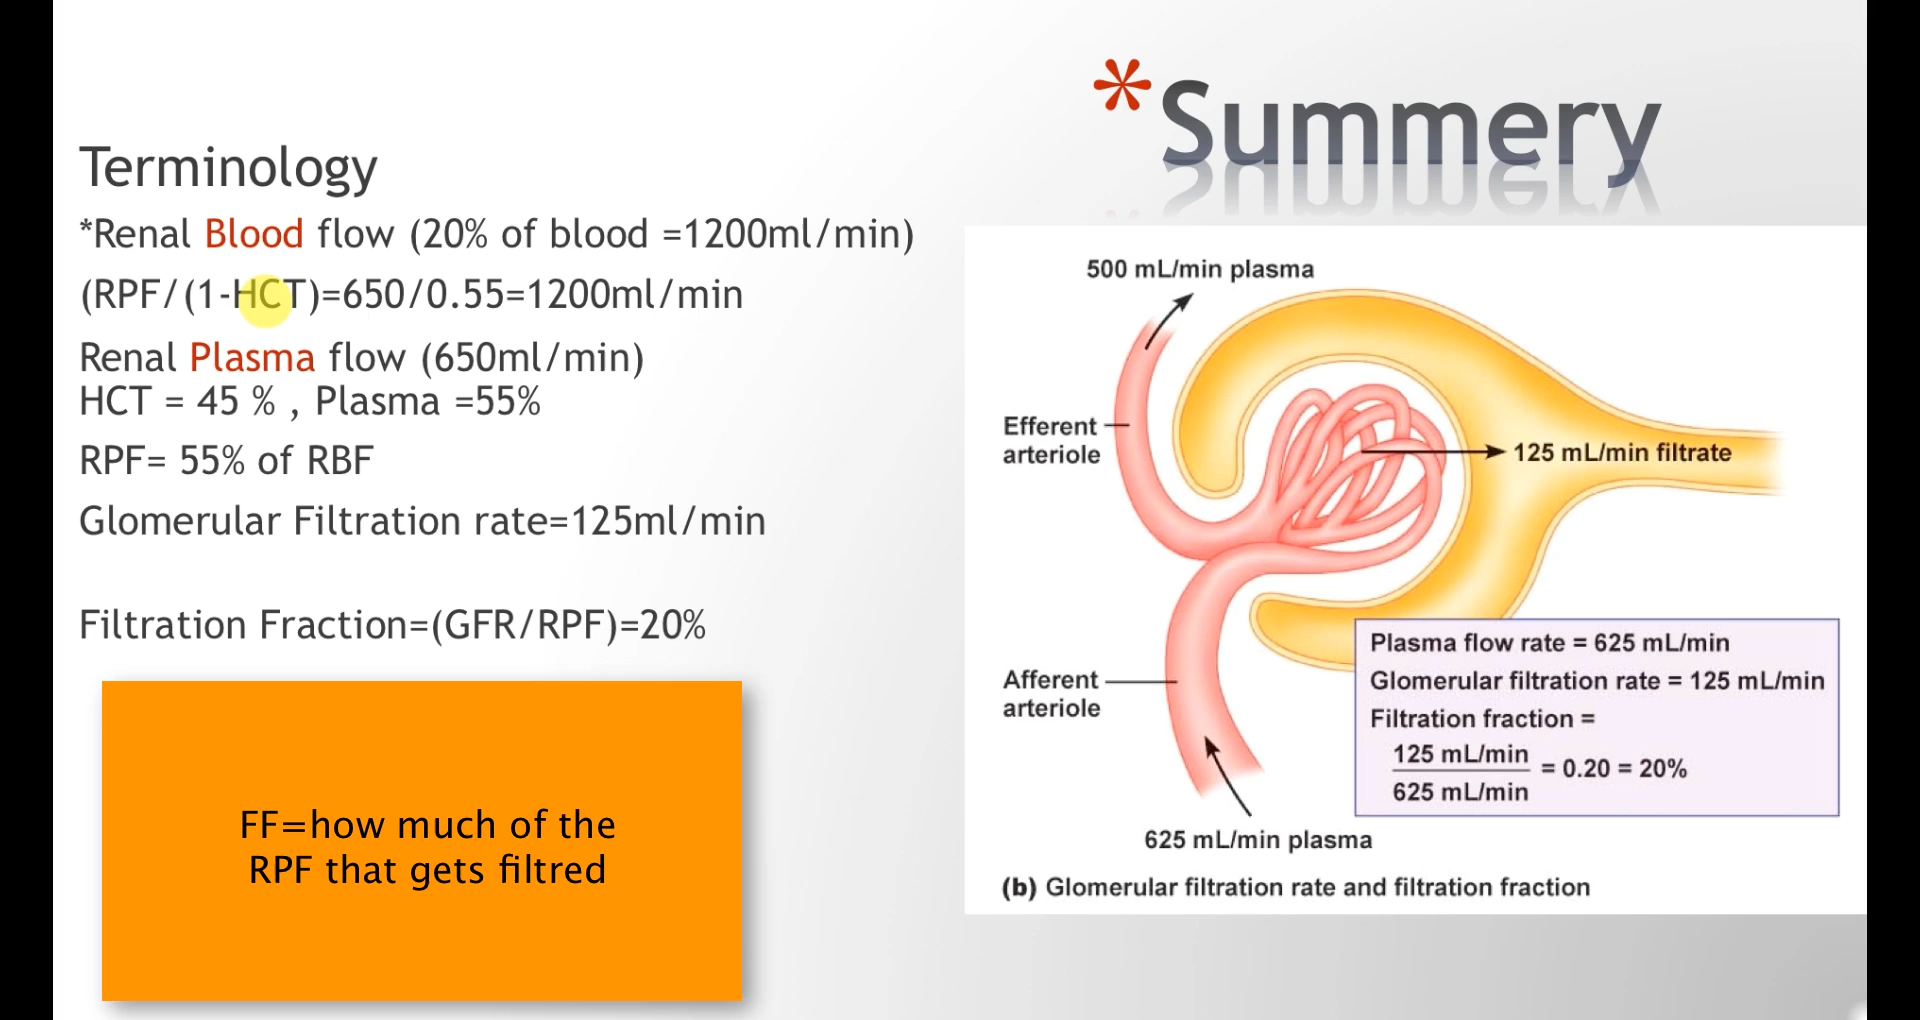 *Summery
Terminology
*Renal Blood flow (20% of blood =1200ml/min)
(RPF/(1-HCT)=650/0.55=1200ml/min
Renal Plasma flow (650ml/min)
HCT = 45 % , Plasma =55%
RPF= 55% of RBF
Glomerular Filtration rate=125ml/min
Filtration Fraction=(GFR/RPF)=20%
FF=how much of the
RPF that gets filtred
500 mL/min plasma
Efferent
arteriole
125 mL/min filtrate
Afferent
arteriole
Plasma flow rate = 625 mL/min
Glomerular filtration rate = 125 mL/min
Filtration fraction =
125 mL/min
625 mL/min
= 0.20 = 20%
625 mL/min plasma
(b) Glomerular filtration rate and filtration fraction